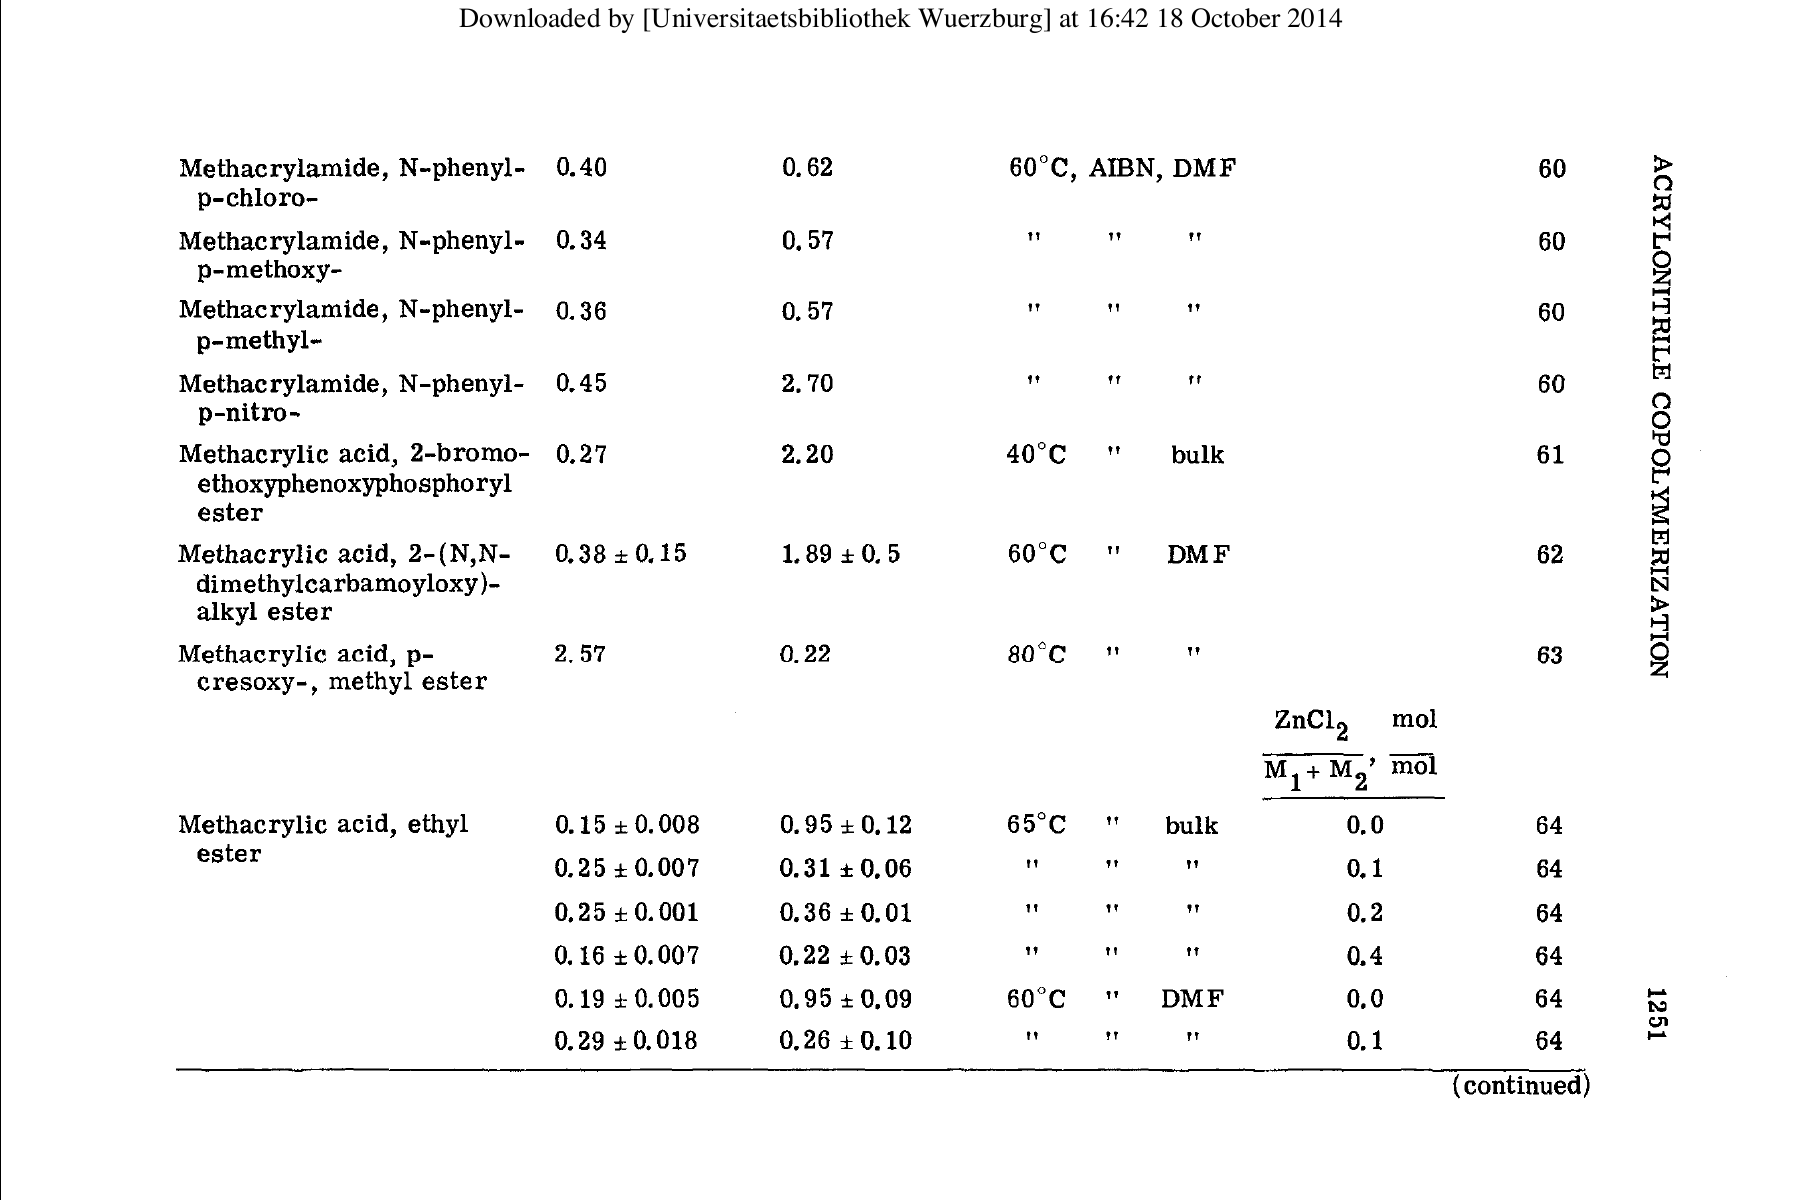 Downloaded by [Universitaetsbibliothek Wuerzburg] at 16:42 18 October 2014
Methacrylamide, N-phenyl- 0.40 0.62 60°C, AIBN, DMF 60
p-chloro-
Methacrylamide, N-phenyl- 0.34 0.57 " " " 60
p-methoxy-
Methacrylamide, N-phenyl- 0.36 0.57 " " " 60
p-methyl-
Methacrylamide, N-phenyl- 0.45 2.70 " " " 60
p-nitro-
Methacrylic acid, 2-bromo- 0.27 2.20 40°C " bulk 61
ethoxyphenoxyphosphoryl
ester
Methacrylic acid, 2-(N,N- 0.38 ± 0.15 1.89 ± 0.5 60°C " DMF 62
dimethylcarbamoyloxy)-
alkyl ester
Methacrylic acid, p- 2.57 0.22 80°C " " 63
cresoxy-, methyl ester
ZnCl2 mol
M1 + M2, mol
Methacrylic acid, ethyl 0.15 ± 0.008 0.95 ± 0.12 65°C " bulk 0.0 64
ester
0.25 ± 0.007 0.31 ± 0.06 " " " 0.1 64
0.25 ± 0.001 0.36 ± 0.01 " " " 0.2 64
0.16 ± 0.007 0.22 ± 0.03 " " " 0.4 64
0.19 ± 0.005 0.95 ± 0.09 60°C " DMF 0.0 64
0.29 ± 0.018 0.26 ± 0.10 " " " 0.1 64
(continued)
ACRYLONITRILE COPOLYMERIZATION
1251